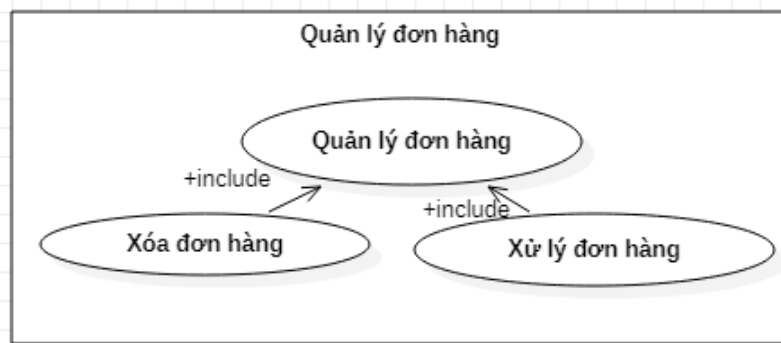 Quản lý đơn hàng
Quản lý đơn hàng
+include
+include
Xóa đơn hàng
Xử lý đơn hàng